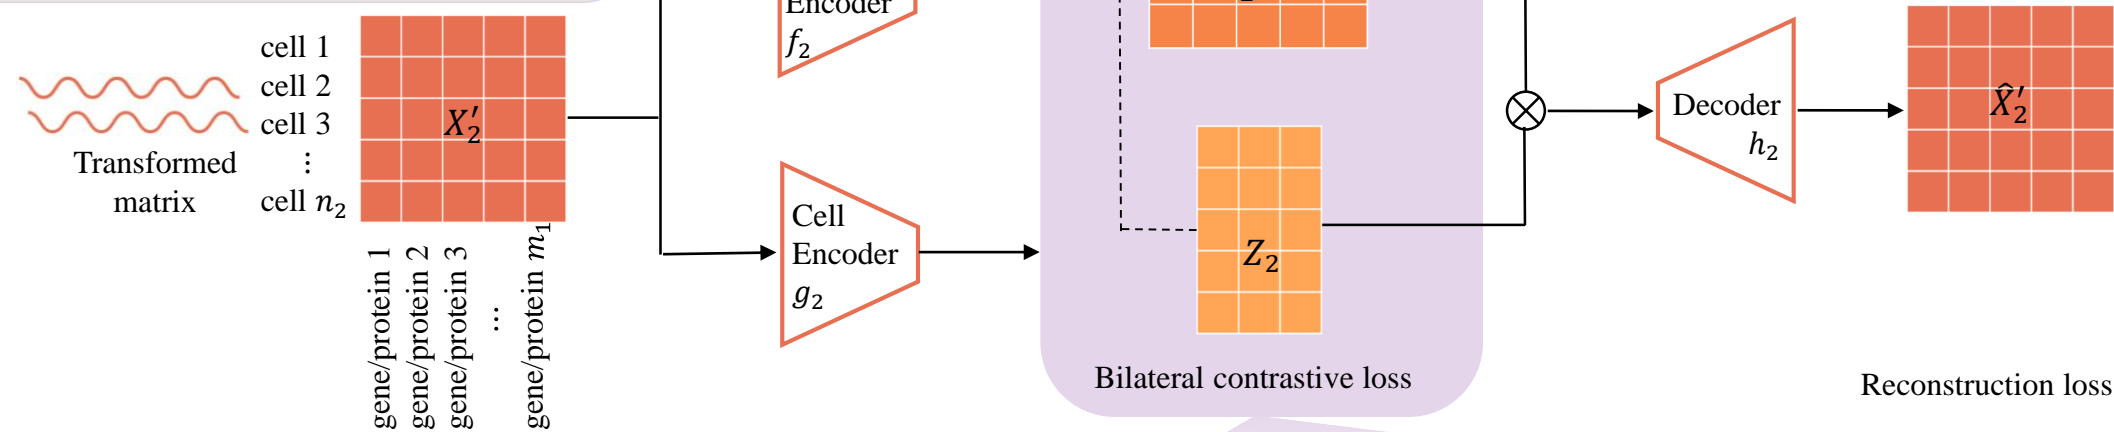 Encoder
f₂
cell 1
cell 2
cell 3
⋮
cell n₂
Transformed
matrix
X₂′
gene/protein 1
gene/protein 2
gene/protein 3
⋯
gene/protein m₁
Cell
Encoder
g₂
Z₂
Bilateral contrastive loss
Decoder
h₂
X̂₂′
Reconstruction loss